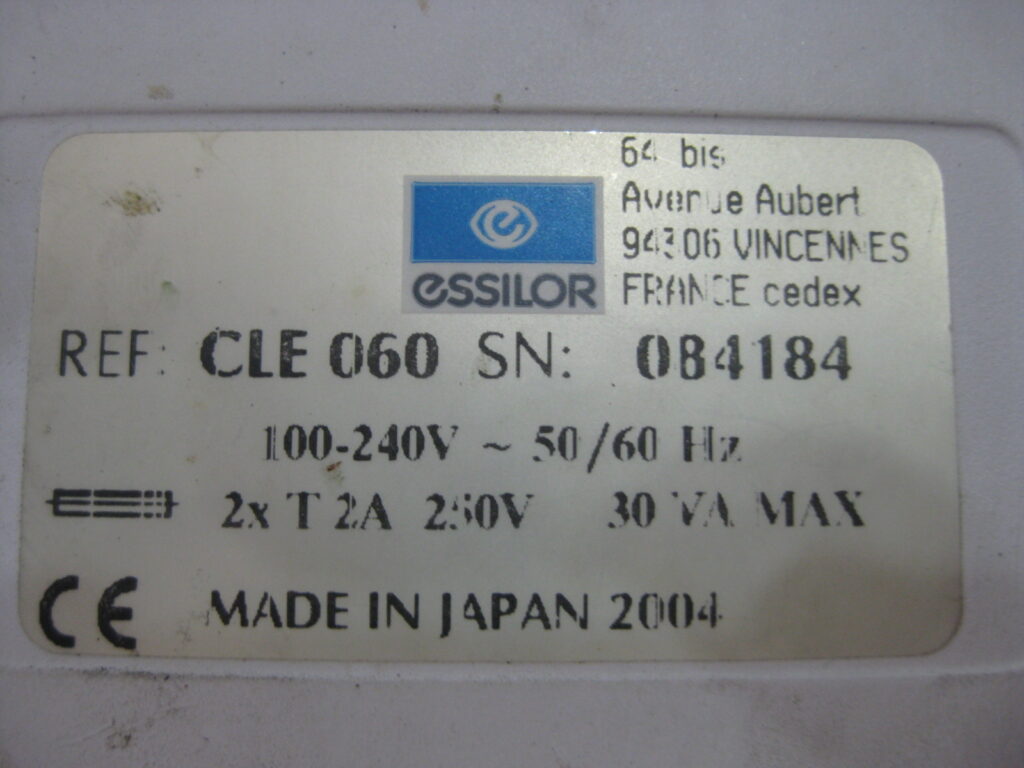 64 bis
Avenue Aubert
94306 VINCENNES
FRANCE cedex
essilor
REF: CLE 060 SN: 0B4184
100-240V ~ 50/60 Hz
2x T 2A 250V 30 VA MAX
CE MADE IN JAPAN 2004